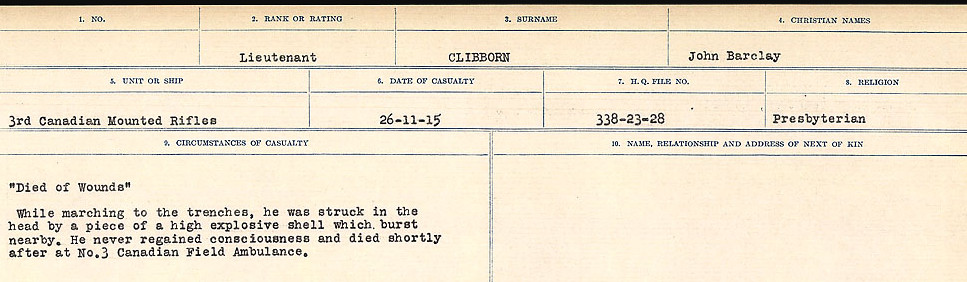 1. NO. 2. RANK OR RATING 3. SURNAME 4. CHRISTIAN NAMES
Lieutenant CLIBBORN John Barclay
5. UNIT OR SHIP 6. DATE OF CASUALTY 7. H.Q. FILE NO. 8. RELIGION
3rd Canadian Mounted Rifles 26-11-15 338-23-28 Presbyterian
9. CIRCUMSTANCES OF CASUALTY 10. NAME, RELATIONSHIP AND ADDRESS OF NEXT OF KIN
"Died of Wounds"
While marching to the trenches, he was struck in the
head by a piece of a high explosive shell which.burst
nearby. He never regained consciousness and died shortly
after at No.3 Canadian Field Ambulance.